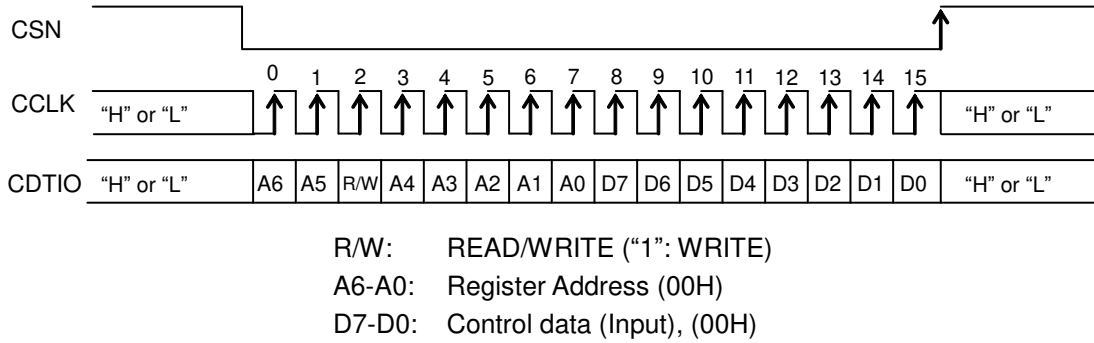 CSN
0 1 2 3 4 5 6 7 8 9 10 11 12 13 14 15
CCLK “H” or “L” “H” or “L”
CDTIO “H” or “L” A6 A5 R/W A4 A3 A2 A1 A0 D7 D6 D5 D4 D3 D2 D1 D0 “H” or “L”
R/W: READ/WRITE (“1”: WRITE)
A6-A0: Register Address (00H)
D7-D0: Control data (Input), (00H)